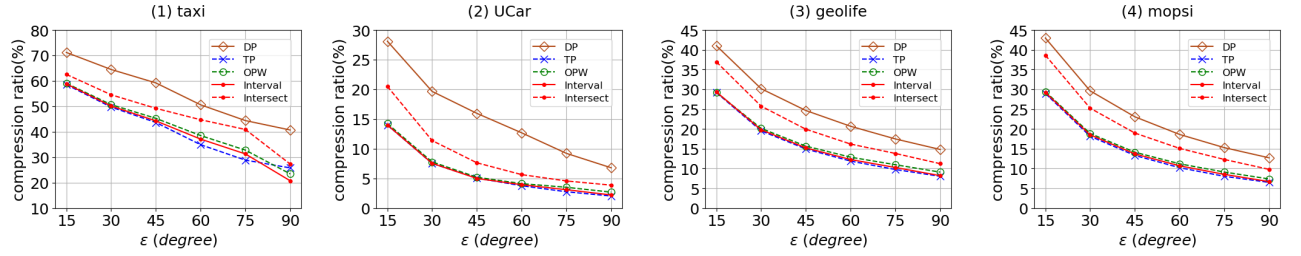 (1) taxi
compression ratio(%)
80
70
60
50
40
30
20
10
15 30 45 60 75 90
ε (degree)
DP
TP
OPW
Interval
Intersect
(2) UCar
compression ratio(%)
30
25
20
15
10
5
0
15 30 45 60 75 90
ε (degree)
DP
TP
OPW
Interval
Intersect
(3) geolife
compression ratio(%)
45
40
35
30
25
20
15
10
5
0
15 30 45 60 75 90
ε (degree)
DP
TP
OPW
Interval
Intersect
(4) mopsi
compression ratio(%)
45
40
35
30
25
20
15
10
5
0
15 30 45 60 75 90
ε (degree)
DP
TP
OPW
Interval
Intersect